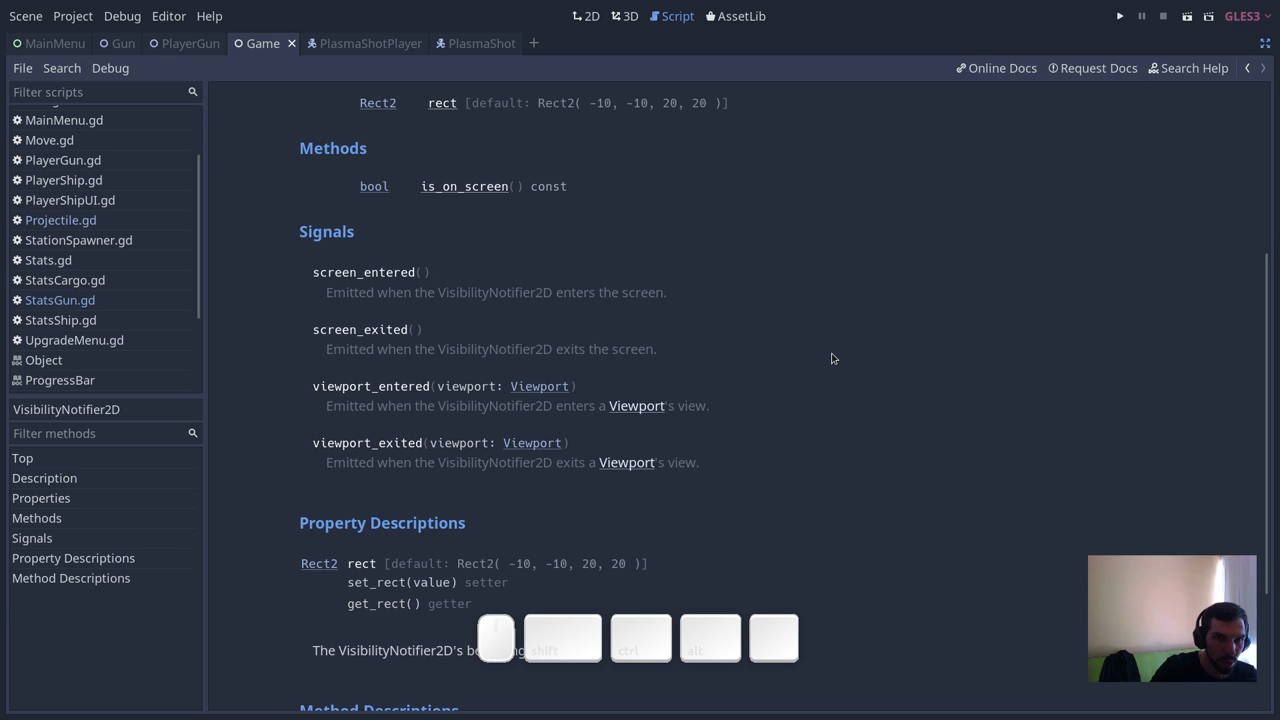 Scene Project Debug Editor Help 2D 3D Script AssetLib GLES3
MainMenu Gun PlayerGun Game PlasmaShotPlayer PlasmaShot
File Search Debug Online Docs Request Docs Search Help
Filter scripts
MainMenu.gd
Move.gd
PlayerGun.gd
PlayerShip.gd
PlayerShipUI.gd
Projectile.gd
StationSpawner.gd
Stats.gd
StatsCargo.gd
StatsGun.gd
StatsShip.gd
UpgradeMenu.gd
Object
ProgressBar
VisibilityNotifier2D
Filter methods
Top
Description
Properties
Methods
Signals
Property Descriptions
Method Descriptions
Rect2 rect [default: Rect2( -10, -10, 20, 20 )]
Methods
bool is_on_screen() const
Signals
screen_entered()
Emitted when the VisibilityNotifier2D enters the screen.
screen_exited()
Emitted when the VisibilityNotifier2D exits the screen.
viewport_entered(viewport: Viewport)
Emitted when the VisibilityNotifier2D enters a Viewport's view.
viewport_exited(viewport: Viewport)
Emitted when the VisibilityNotifier2D exits a Viewport's view.
Property Descriptions
Rect2 rect [default: Rect2( -10, -10, 20, 20 )]
set_rect(value) setter
get_rect() getter
The VisibilityNotifier2D's
shift ctrl alt
Method Descriptions